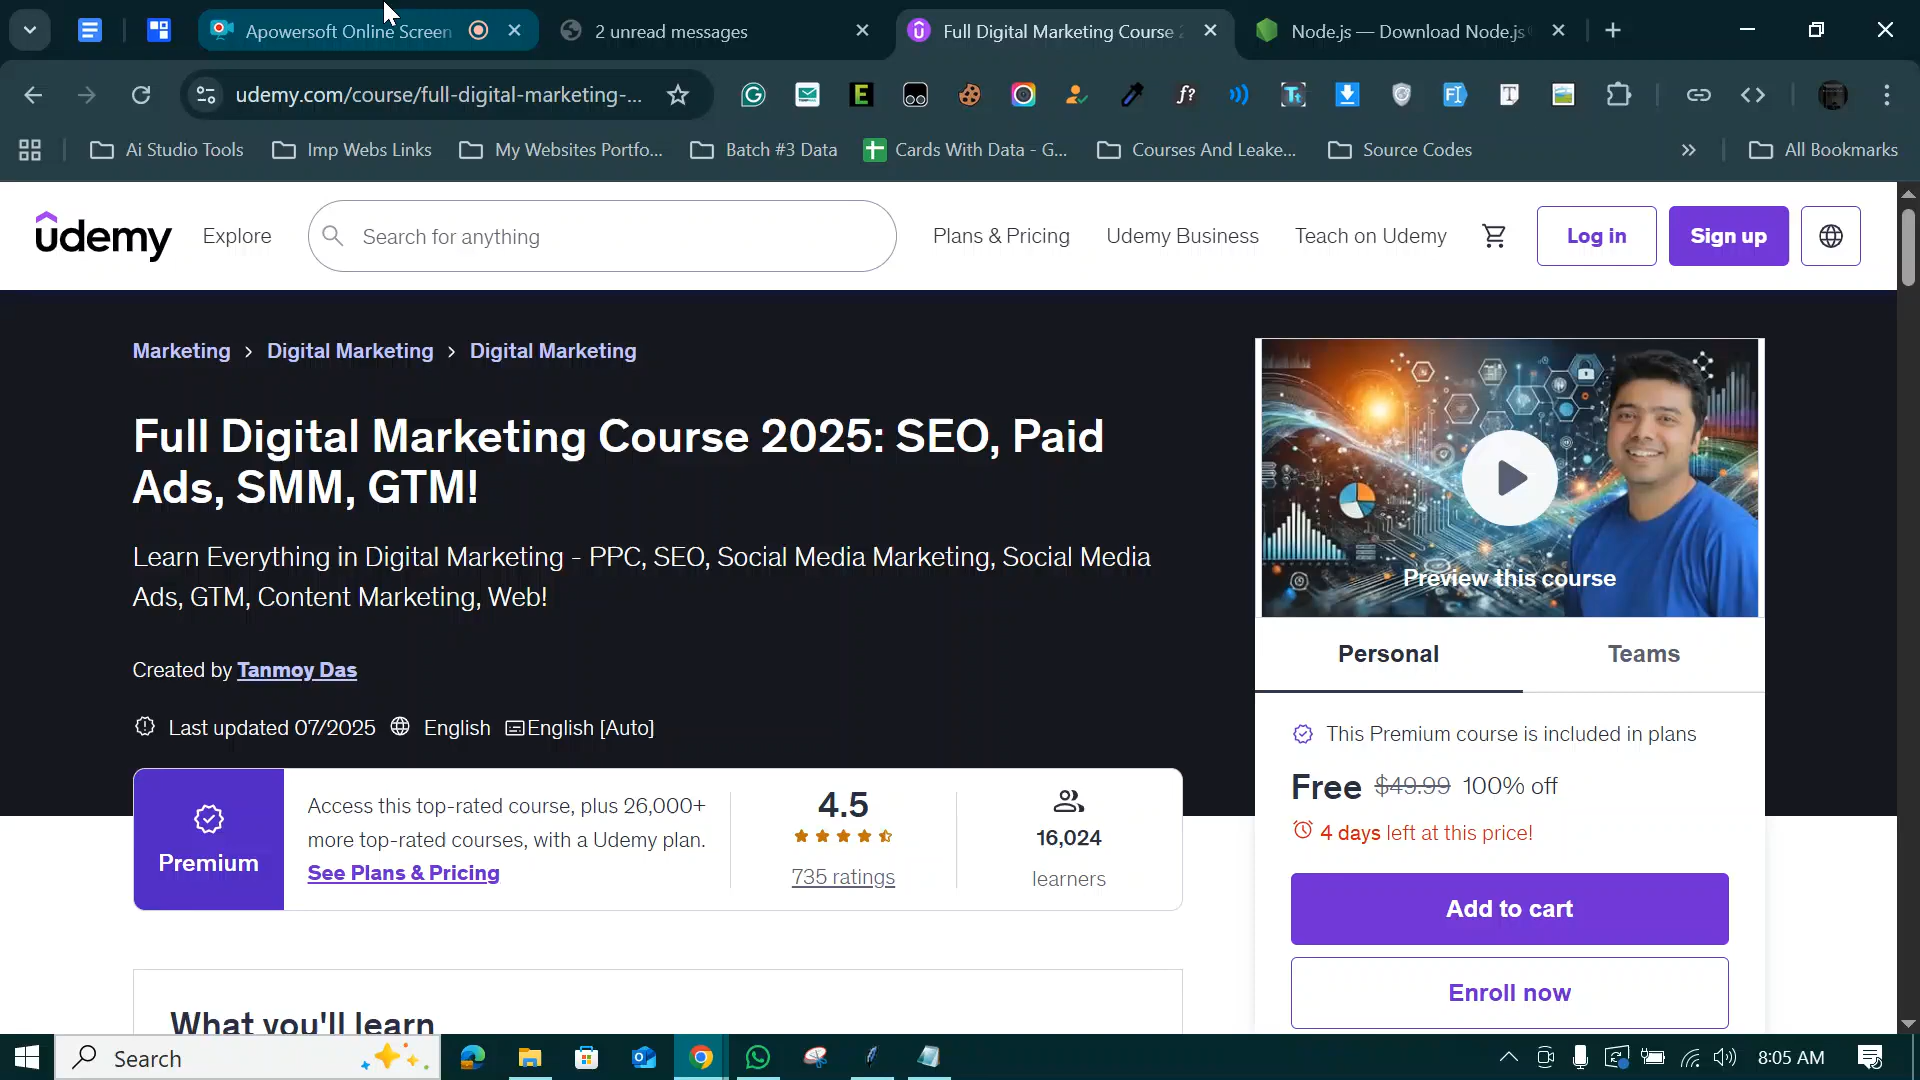 Apowersoft Online Screen
2 unread messages
Full Digital Marketing Course 2
Node.js — Download Node.js
udemy.com/course/full-digital-marketing-...
Ai Studio Tools
Imp Webs Links
My Websites Portfo...
Batch #3 Data
Cards With Data - G...
Courses And Leake...
Source Codes
All Bookmarks
udemy
Explore
Search for anything
Plans & Pricing
Udemy Business
Teach on Udemy
Log in
Sign up
Marketing > Digital Marketing > Digital Marketing
Full Digital Marketing Course 2025: SEO, Paid
Ads, SMM, GTM!
Learn Everything in Digital Marketing - PPC, SEO, Social Media Marketing, Social Media
Ads, GTM, Content Marketing, Web!
Created by Tanmoy Das
Last updated 07/2025 English English [Auto]
Premium
Access this top-rated course, plus 26,000+
more top-rated courses, with a Udemy plan.
See Plans & Pricing
4.5
735 ratings
16,024
learners
What you'll learn
Preview this course
Personal
Teams
This Premium course is included in plans
Free $49.99 100% off
4 days left at this price!
Add to cart
Enroll now
Search
8:05 AM